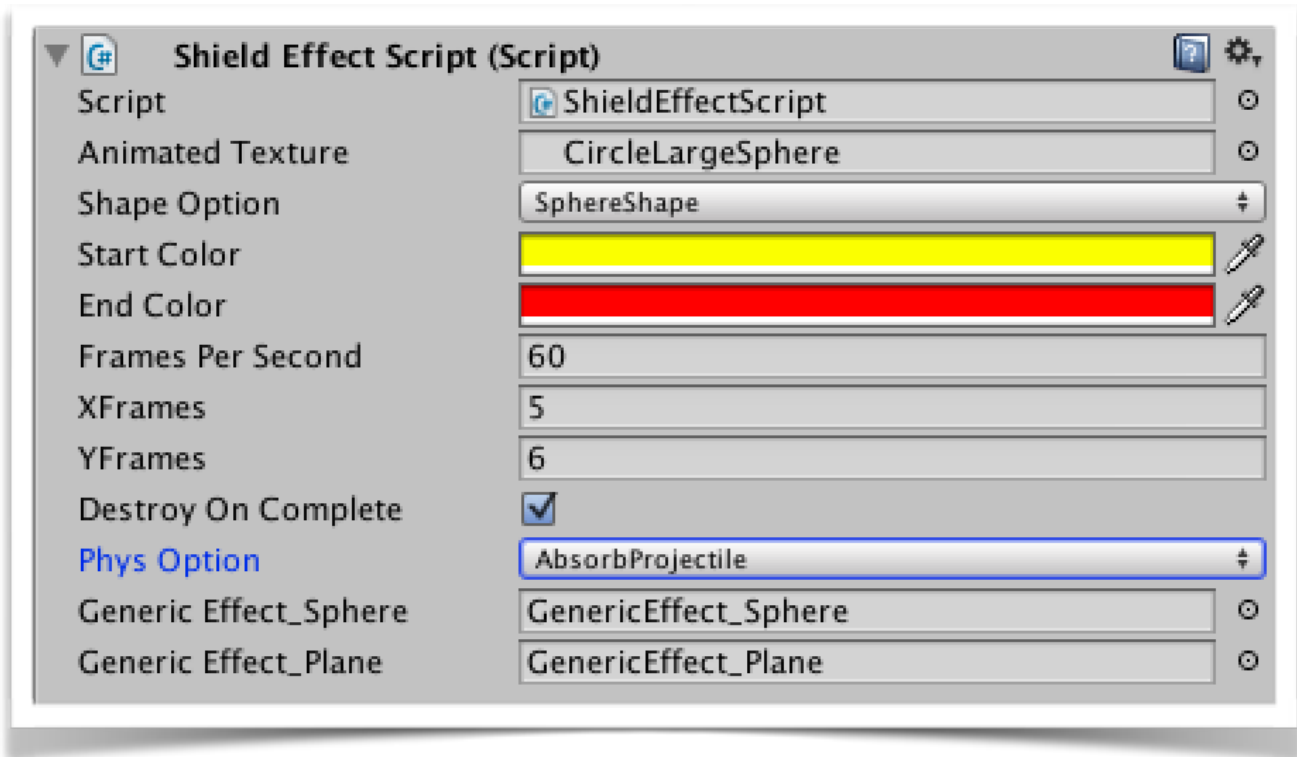 Shield Effect Script (Script)
Script ShieldEffectScript
Animated Texture CircleLargeSphere
Shape Option SphereShape
Start Color
End Color
Frames Per Second 60
XFrames 5
YFrames 6
Destroy On Complete
Phys Option AbsorbProjectile
Generic Effect_Sphere GenericEffect_Sphere
Generic Effect_Plane GenericEffect_Plane